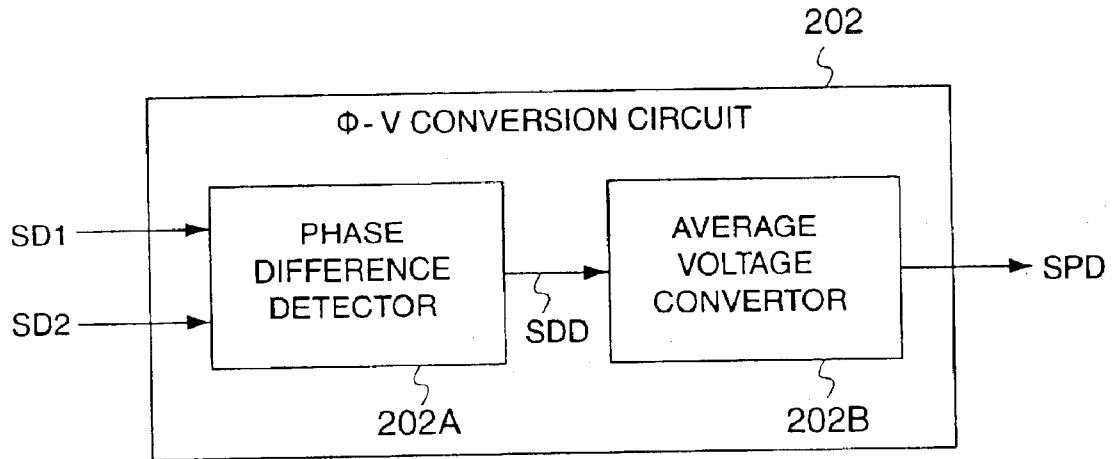 202
Φ- V CONVERSION CIRCUIT
SD1
SD2
PHASE
DIFFERENCE
DETECTOR
SDD
AVERAGE
VOLTAGE
CONVERTOR
SPD
202A
202B